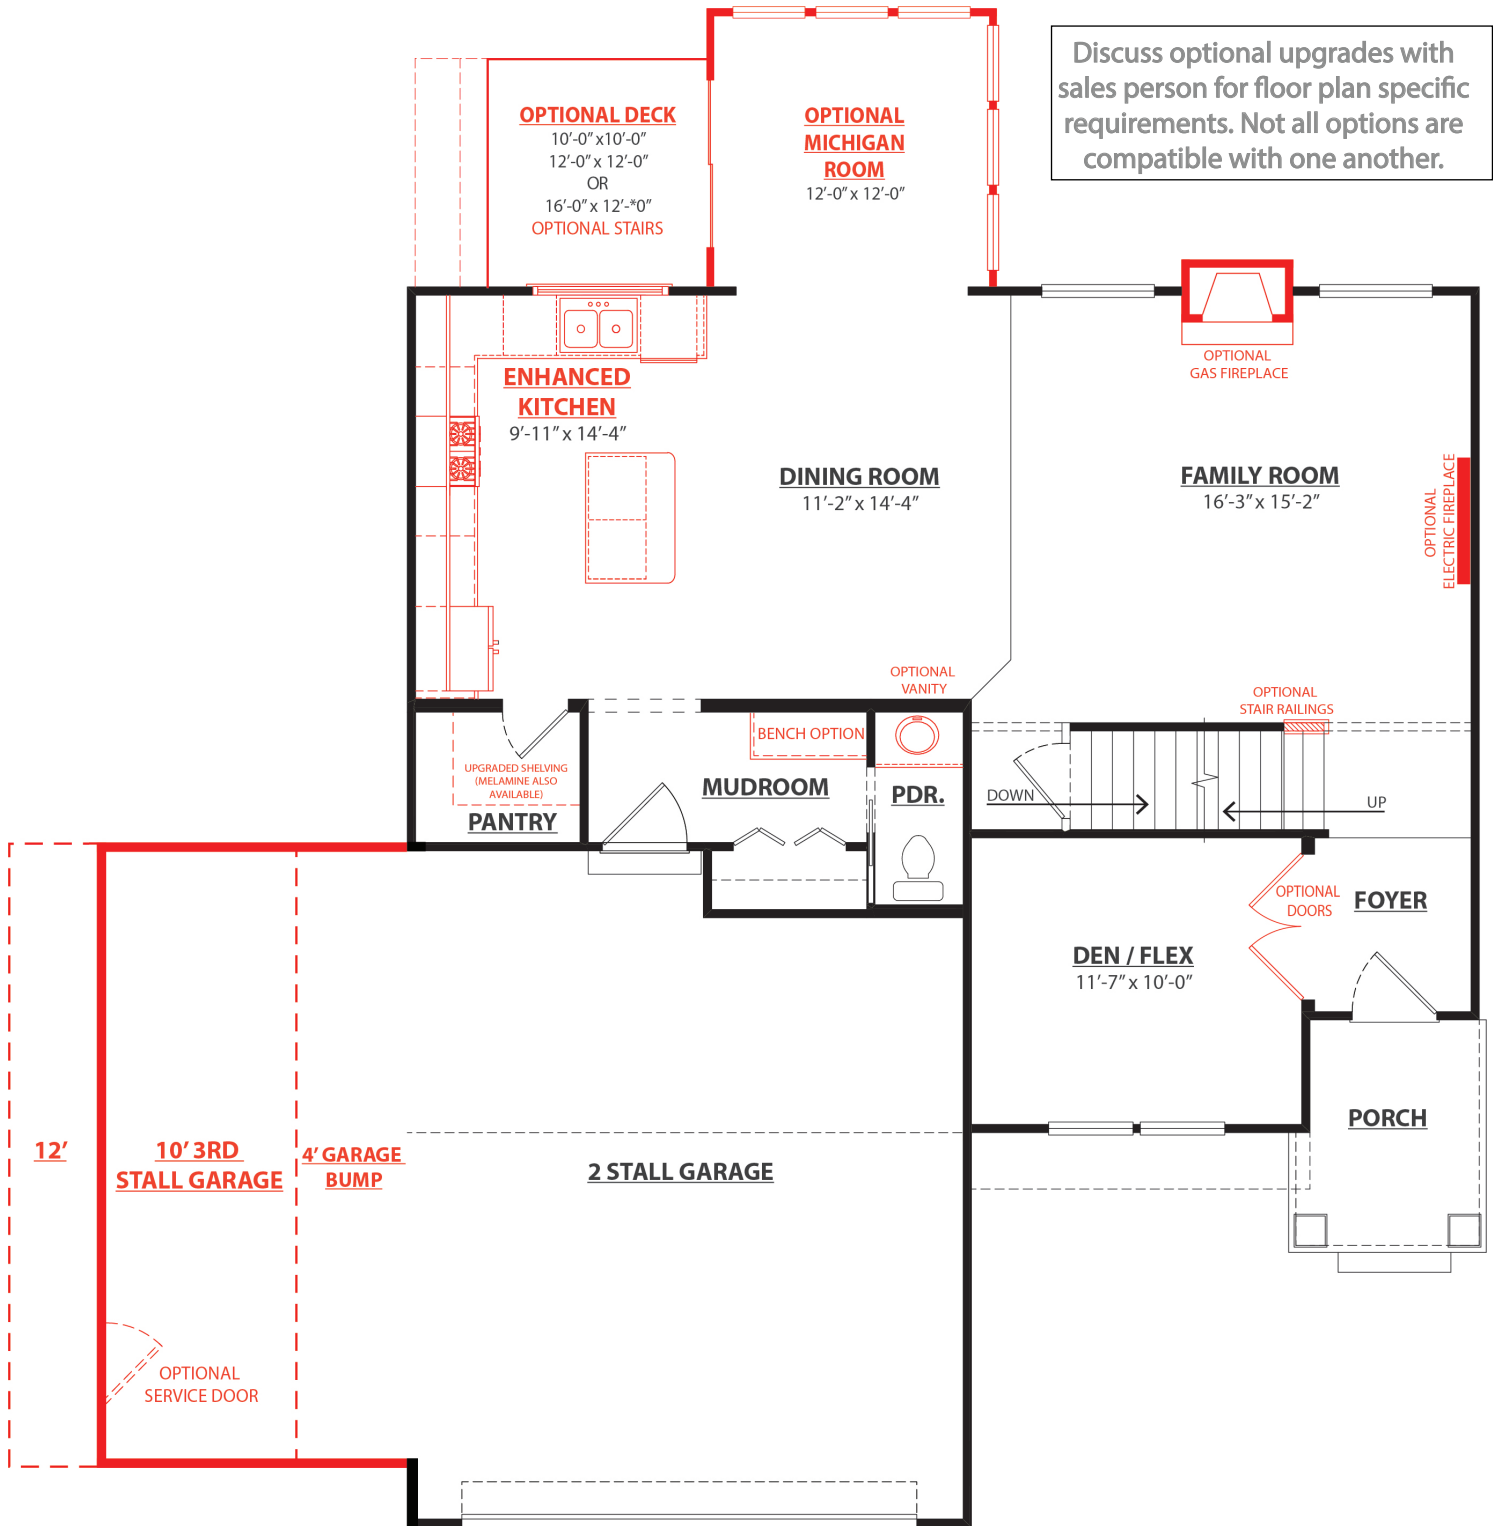 Discuss optional upgrades with
sales person for floor plan specific
requirements. Not all options are
compatible with one another.
OPTIONAL DECK
10'-0" x10'-0"
12'-0" x 12'-0"
OR
16'-0" x 12'-*0"
OPTIONAL STAIRS
OPTIONAL
MICHIGAN
ROOM
12'-0" x 12'-0"
OPTIONAL
GAS FIREPLACE
ENHANCED
KITCHEN
9'-11" x 14'-4"
DINING ROOM
11'-2" x 14'-4"
FAMILY ROOM
16'-3" x 15'-2"
OPTIONAL
ELECTRIC FIREPLACE
OPTIONAL
VANITY
OPTIONAL
STAIR RAILINGS
BENCH OPTION
UPGRADED SHELVING
(MELAMINE ALSO
AVAILABLE)
PANTRY
MUDROOM
PDR.
DOWN
UP
OPTIONAL
DOORS
FOYER
DEN / FLEX
11'-7" x 10'-0"
PORCH
12'
10' 3RD
STALL GARAGE
4' GARAGE
BUMP
2 STALL GARAGE
OPTIONAL
SERVICE DOOR